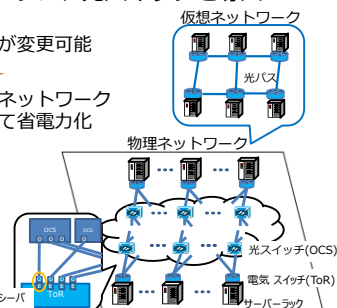 仮想ネットワーク
が変更可能
光パス
ネットワーク
て省電力化
物理ネットワーク
OCS
OCS
光スイッチ(OCS)
電気 スイッチ(ToR)
ToR
シーバ
サーバーラック